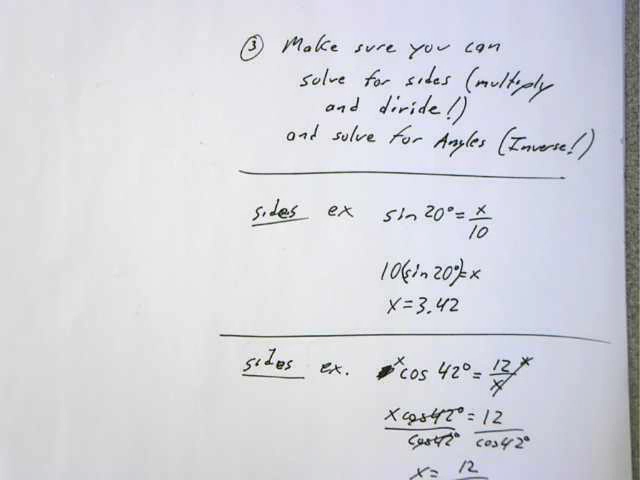 ③ Make sure you can
solve for sides (multiply
and divide!)
and solve for Angles (Inverse!)
sides ex sin 20° = x/10
10(sin 20°) = x
x = 3.42
sides ex. x cos 42° = 12/x x
x cos 42°/cos 42° = 12/cos 42°
x = 12